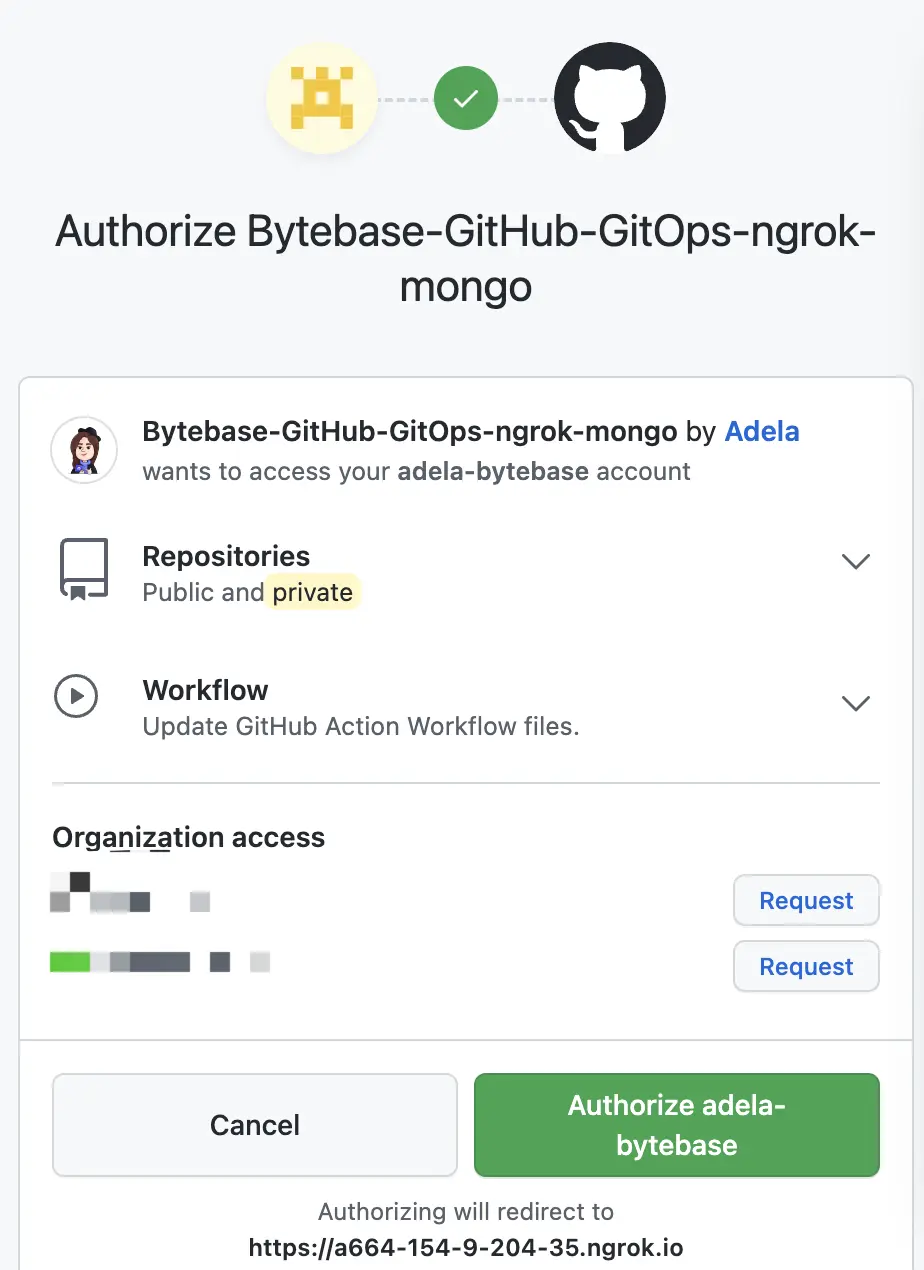 Authorize Bytebase-GitHub-GitOps-ngrok-
mongo
Bytebase-GitHub-GitOps-ngrok-mongo by Adela
wants to access your adela-bytebase account
Repositories
Public and private
Workflow
Update GitHub Action Workflow files.
Organization access
Request
Request
Cancel
Authorize adela-
bytebase
Authorizing will redirect to
https://a664-154-9-204-35.ngrok.io